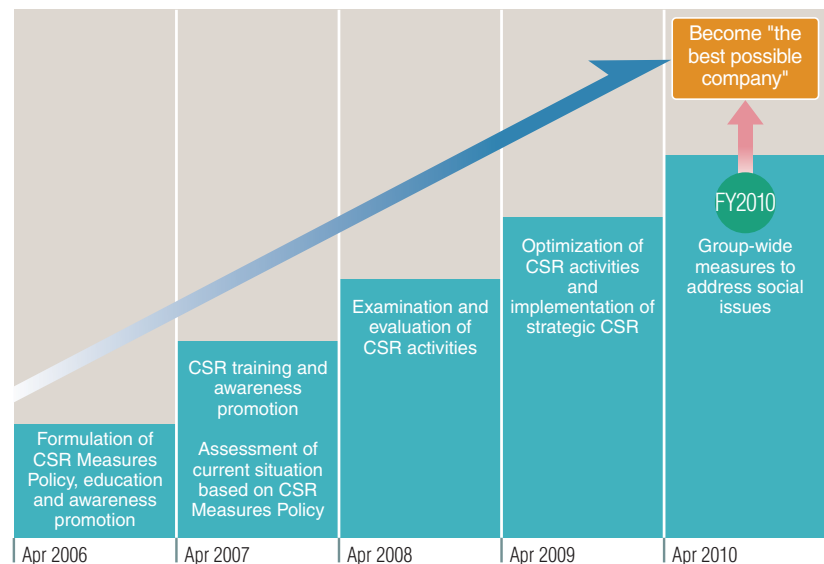 Become "the
best possible
company"
FY2010
Group-wide
measures to
address social
issues
Optimization of
CSR activities
and
implementation of
strategic CSR
Examination and
evaluation of
CSR activities
CSR training and
awareness
promotion
Assessment of
current situation
based on CSR
Measures Policy
Formulation of
CSR Measures
Policy, education
and awareness
promotion
Apr 2006
Apr 2007
Apr 2008
Apr 2009
Apr 2010